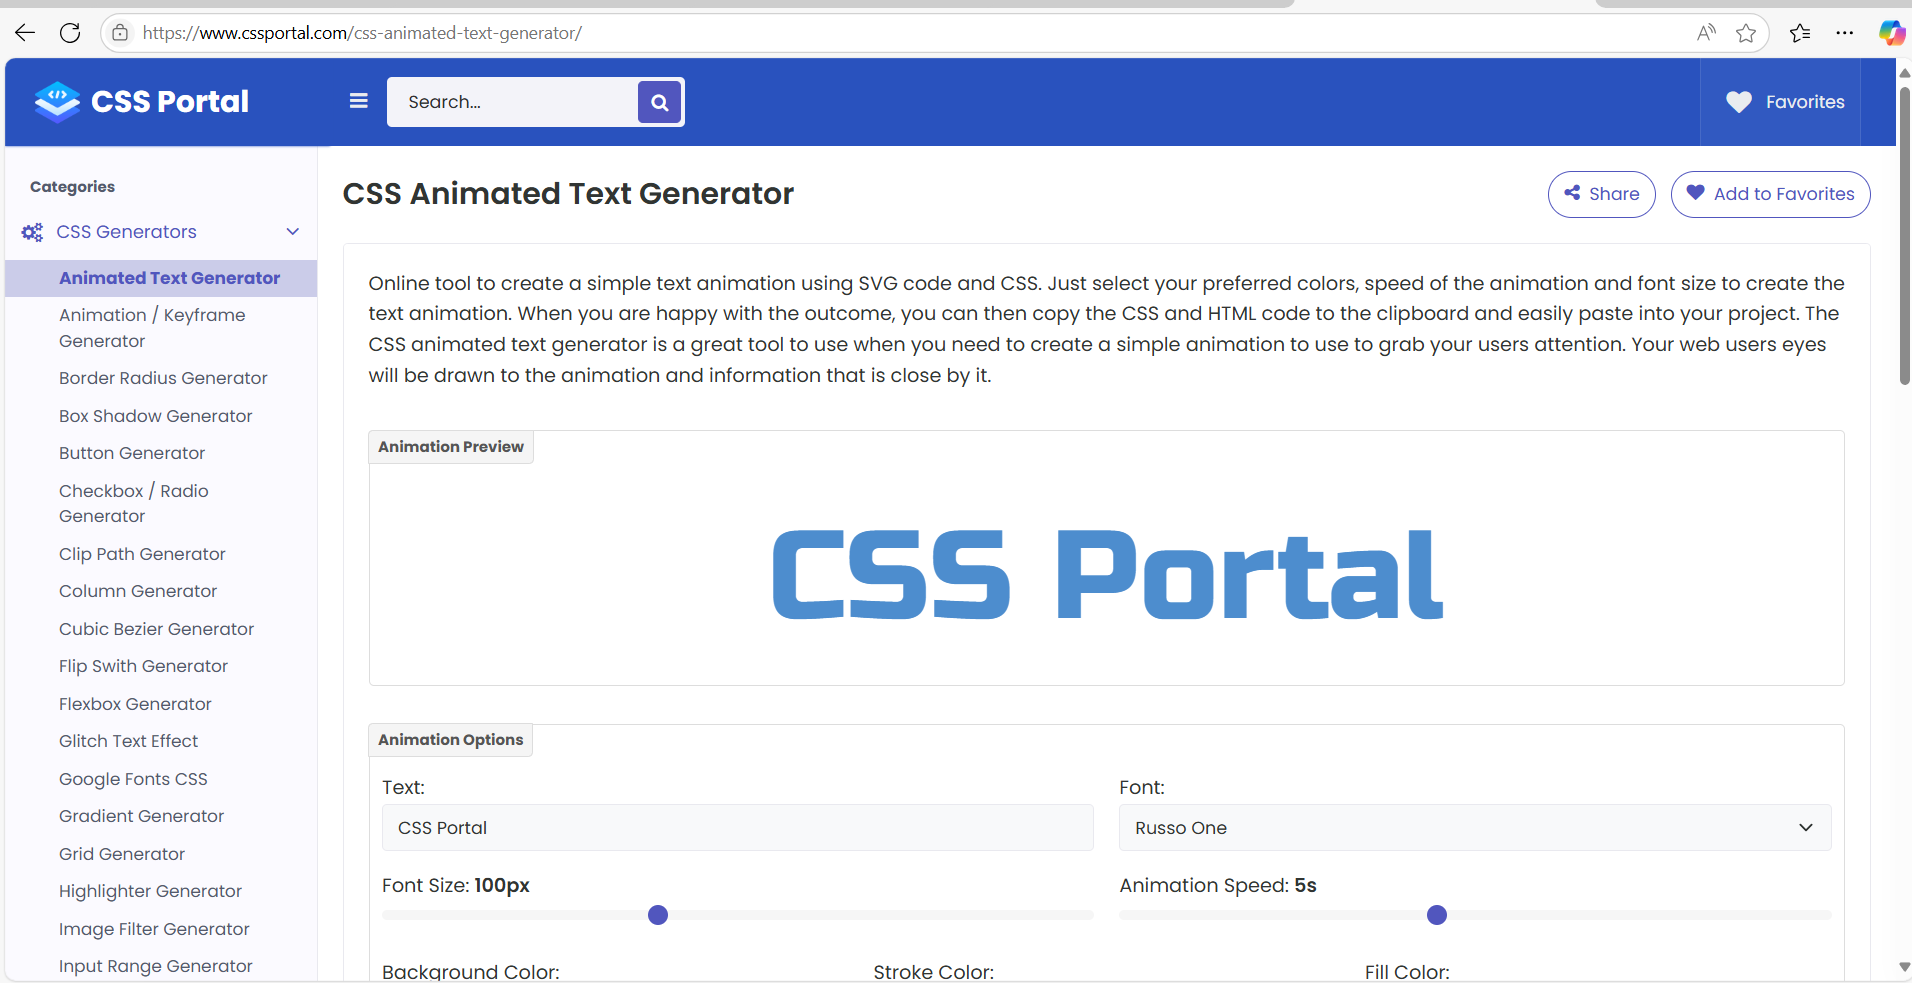 https://www.cssportal.com/css-animated-text-generator/
CSS Portal
Search...
Favorites
Categories
CSS Generators
Animated Text Generator
Animation / Keyframe
Generator
Border Radius Generator
Box Shadow Generator
Button Generator
Checkbox / Radio
Generator
Clip Path Generator
Column Generator
Cubic Bezier Generator
Flip Swith Generator
Flexbox Generator
Glitch Text Effect
Google Fonts CSS
Gradient Generator
Grid Generator
Highlighter Generator
Image Filter Generator
Input Range Generator
CSS Animated Text Generator
Share
Add to Favorites
Online tool to create a simple text animation using SVG code and CSS. Just select your preferred colors, speed of the animation and font size to create the
text animation. When you are happy with the outcome, you can then copy the CSS and HTML code to the clipboard and easily paste into your project. The
CSS animated text generator is a great tool to use when you need to create a simple animation to use to grab your users attention. Your web users eyes
will be drawn to the animation and information that is close by it.
Animation Preview
CSS Portal
Animation Options
Text:
CSS Portal
Font:
Russo One
Font Size: 100px
Animation Speed: 5s
Background Color:
Stroke Color:
Fill Color: